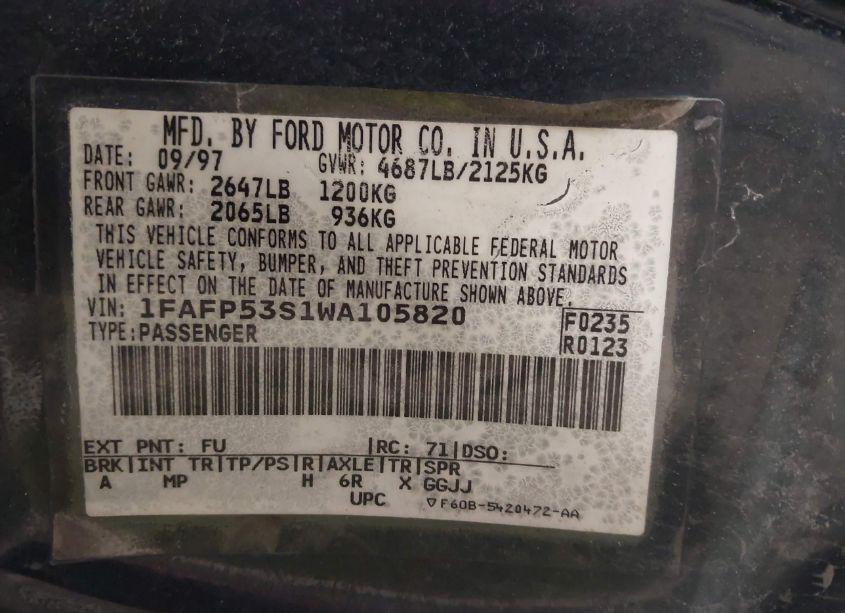 MFD. BY FORD MOTOR CO. IN U.S.A.
DATE: 09/97 GVWR: 4687LB/2125KG
FRONT GAWR: 2647LB 1200KG
REAR GAWR: 2065LB 936KG
THIS VEHICLE CONFORMS TO ALL APPLICABLE FEDERAL MOTOR
VEHICLE SAFETY, BUMPER, AND THEFT PREVENTION STANDARDS
IN EFFECT ON THE DATE OF MANUFACTURE SHOWN ABOVE.
VIN: 1FAFP53S1WA105820 F0235
TYPE: PASSENGER R0123
EXT PNT: FU |RC: 71|DSO:
BRK|INT TR|TP/PS|R|AXLE|TR|SPR
A MP H 6R X GGJJ
UPC ▽F60B-5420472-AA